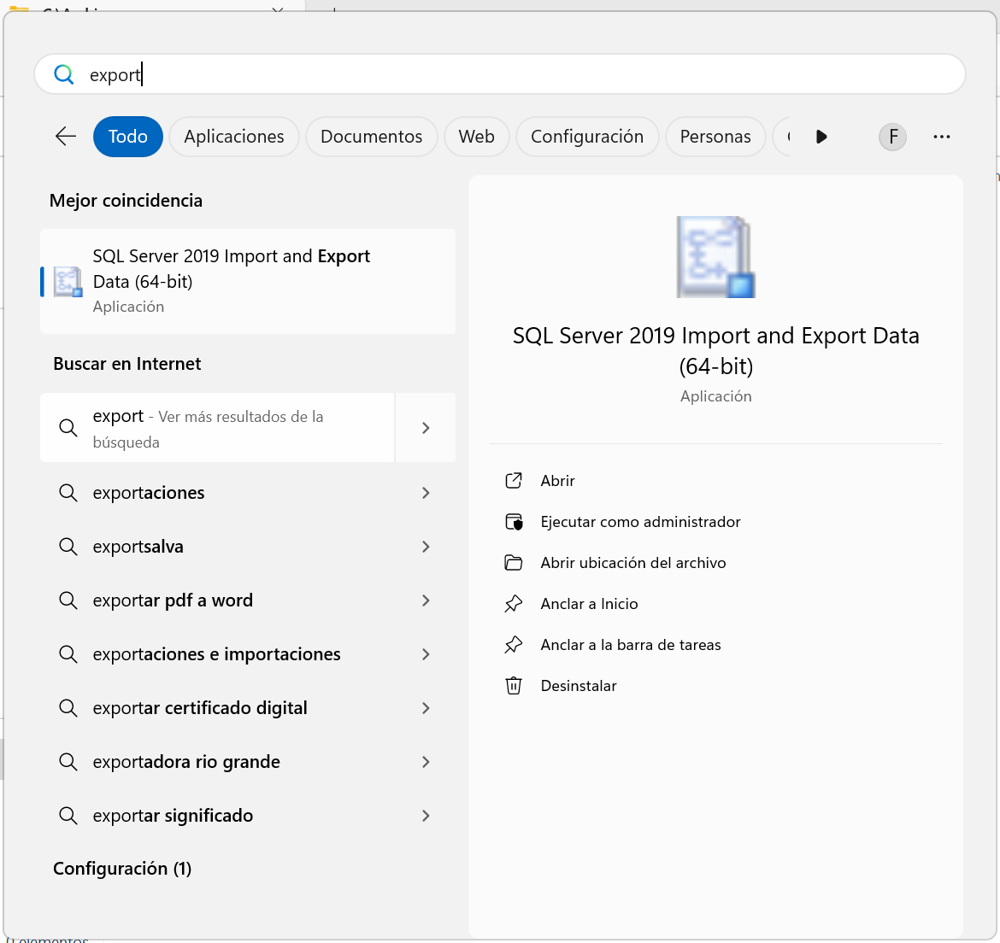 export
Todo
Aplicaciones
Documentos
Web
Configuración
Personas
F
Mejor coincidencia
SQL Server 2019 Import and Export
Data (64-bit)
Aplicación
Buscar en Internet
export - Ver más resultados de la
búsqueda
exportaciones
exportsalva
exportar pdf a word
exportaciones e importaciones
exportar certificado digital
exportadora rio grande
exportar significado
Configuración (1)
SQL Server 2019 Import and Export Data
(64-bit)
Aplicación
Abrir
Ejecutar como administrador
Abrir ubicación del archivo
Anclar a Inicio
Anclar a la barra de tareas
Desinstalar
elementos